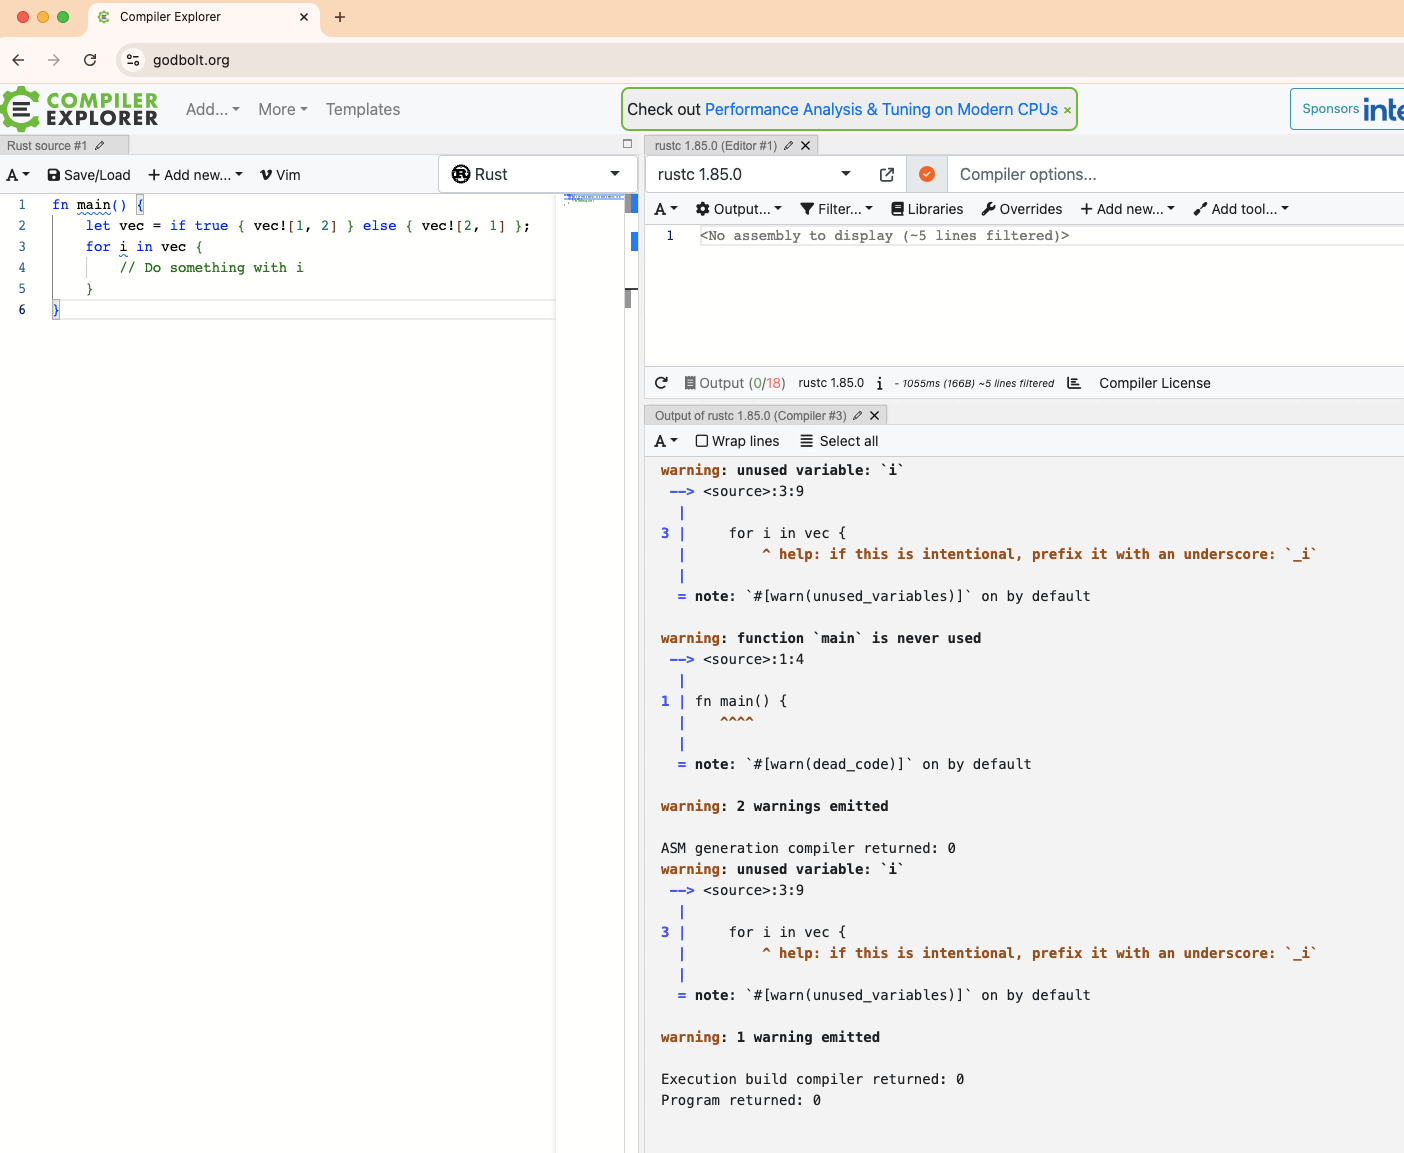 Compiler Explorer
godbolt.org
COMPILER
EXPLORER
Add...
More
Templates
Check out Performance Analysis & Tuning on Modern CPUs ×
Sponsors inte
Rust source #1
A
Save/Load
+ Add new...
Vim
Rust
1 fn main() {
2     let vec = if true { vec![1, 2] } else { vec![2, 1] };
3     for i in vec {
4         // Do something with i
5     }
6 }
rustc 1.85.0 (Editor #1)
rustc 1.85.0
Compiler options...
A
Output...
Filter...
Libraries
Overrides
+ Add new...
Add tool...
1 <No assembly to display (~5 lines filtered)>
Output (0/18) rustc 1.85.0 i - 1055ms (166B) ~5 lines filtered
Compiler License
Output of rustc 1.85.0 (Compiler #3)
A
Wrap lines
Select all
warning: unused variable: `i`
 --> <source>:3:9
  |
3 |     for i in vec {
  |         ^ help: if this is intentional, prefix it with an underscore: `_i`
  |
  = note: `#[warn(unused_variables)]` on by default
warning: function `main` is never used
 --> <source>:1:4
  |
1 | fn main() {
  |    ^^^^
  |
  = note: `#[warn(dead_code)]` on by default
warning: 2 warnings emitted
ASM generation compiler returned: 0
warning: unused variable: `i`
 --> <source>:3:9
  |
3 |     for i in vec {
  |         ^ help: if this is intentional, prefix it with an underscore: `_i`
  |
  = note: `#[warn(unused_variables)]` on by default
warning: 1 warning emitted
Execution build compiler returned: 0
Program returned: 0